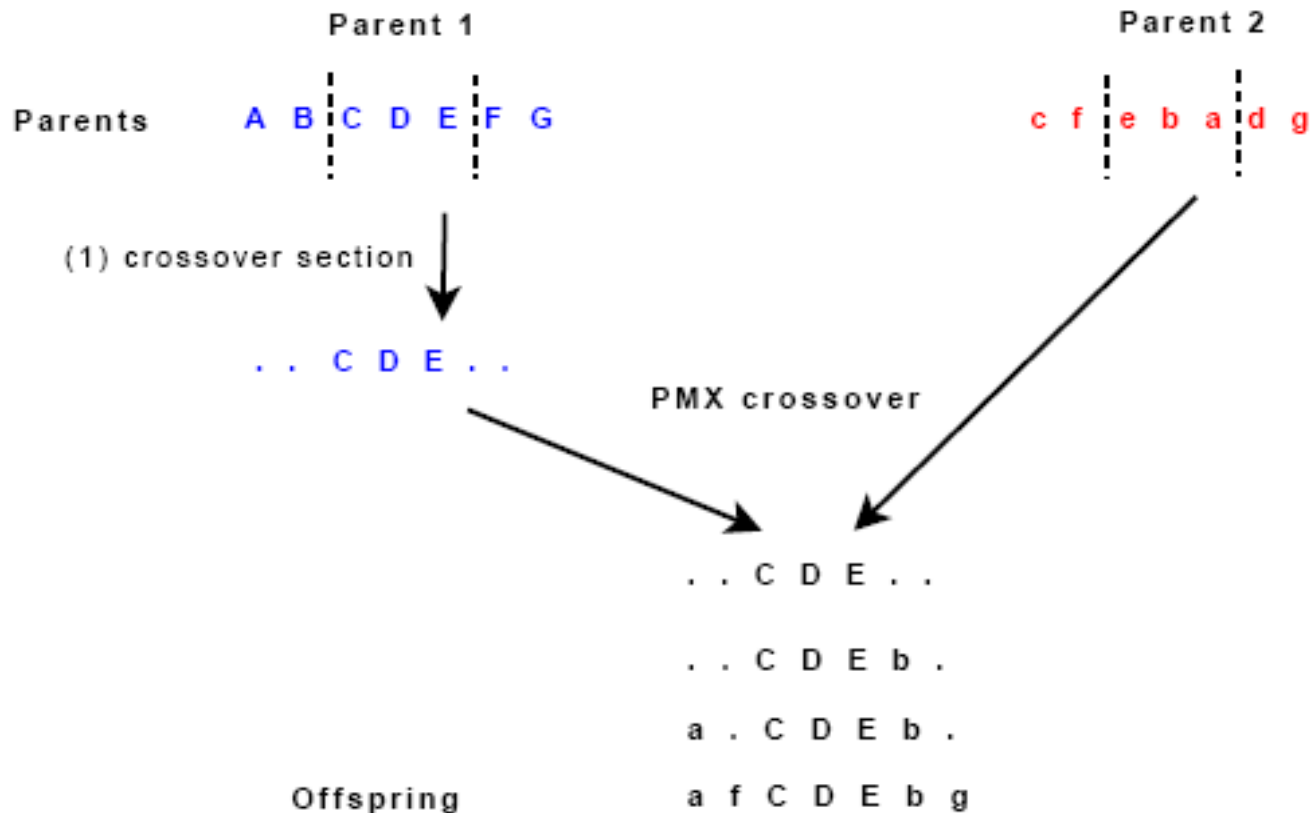 Parent 1
Parent 2
Parents
A B C D E F G
c f e b a d g
(1) crossover section
. . C D E . .
PMX crossover
. . C D E . .
. . C D E b .
a . C D E b .
Offspring
a f C D E b g